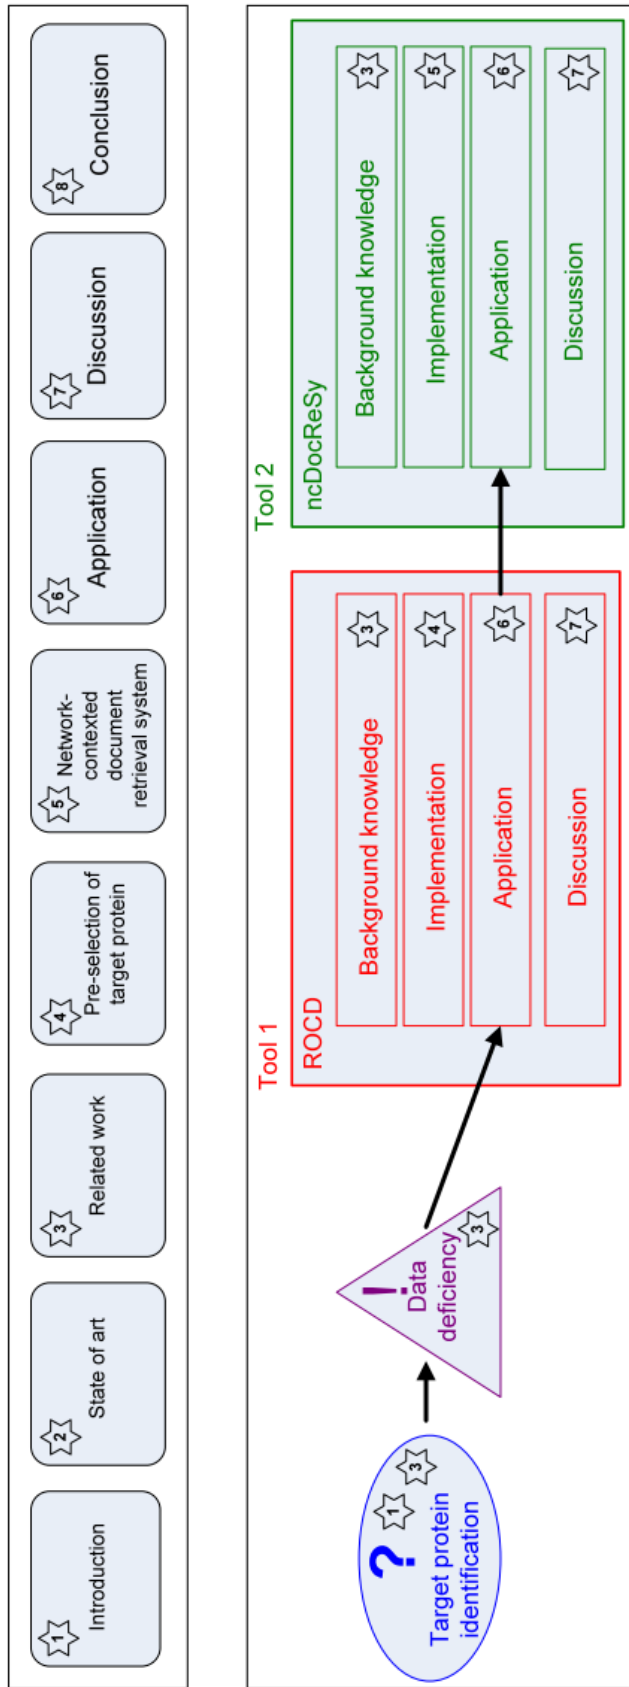 1
Introduction
2
State of art
3
Related work
4
Pre-selection of
target protein
5
Network-
contexted
document
retrieval system
6
Application
7
Discussion
8
Conclusion
?
1
3
Target protein
identification
!
Data
deficiency
3
Tool 1
ROCD
Background knowledge
3
Implementation
4
Application
6
Discussion
7
Tool 2
ncDocReSy
Background knowledge
3
Implementation
5
Application
6
Discussion
7